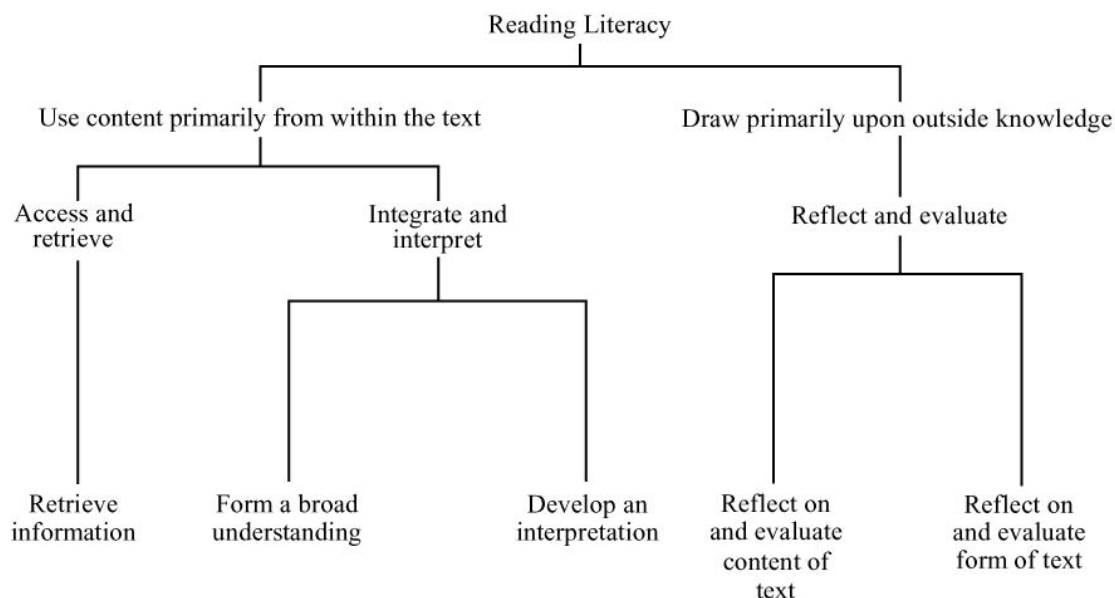 Reading Literacy
Use content primarily from within the text
Draw primarily upon outside knowledge
Access and
retrieve
Integrate and
interpret
Reflect and evaluate
Retrieve
information
Form a broad
understanding
Develop an
interpretation
Reflect on
and evaluate
content of
text
Reflect on
and evaluate
form of text